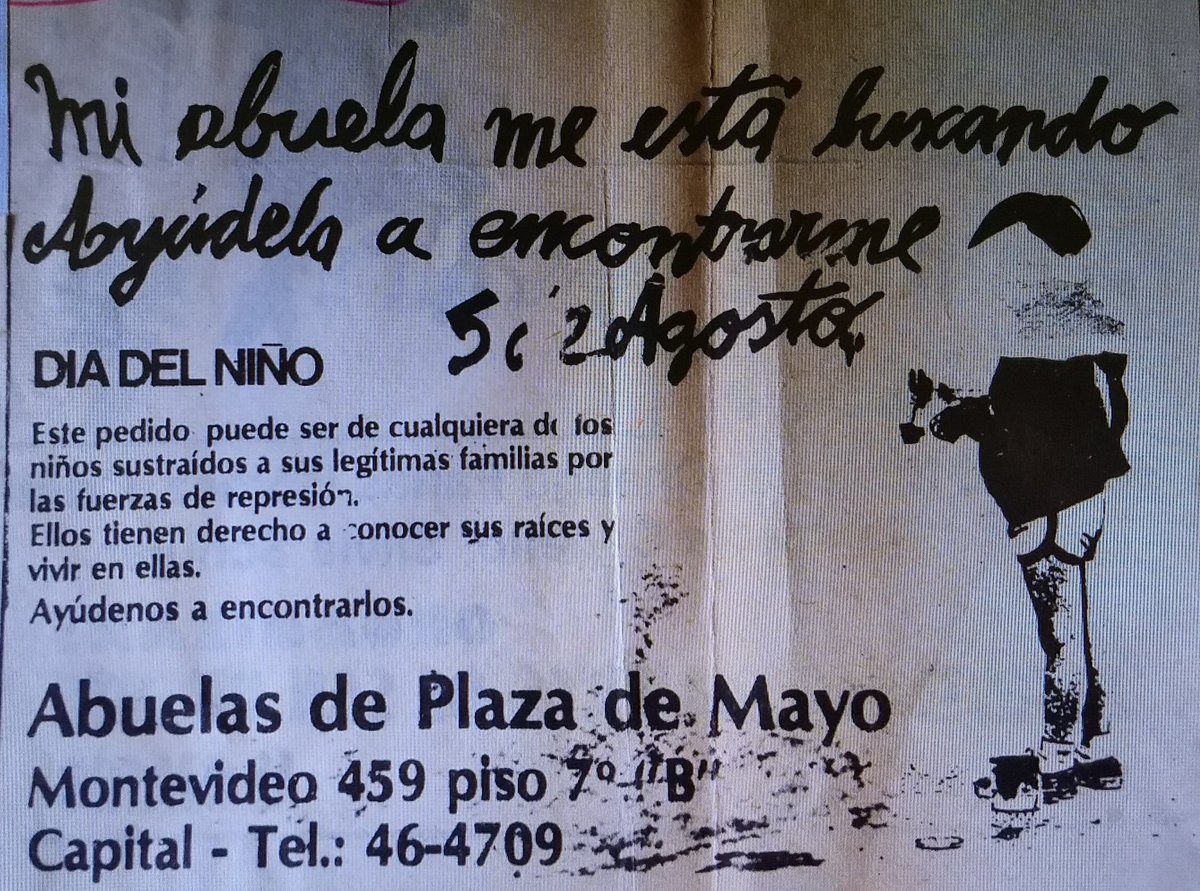 Mi abuela me está buscando
Ayúdela a encontrarme
5 Agosto
DIA DEL NIÑO
Este pedido puede ser de cualquiera de los
niños sustraídos a sus legítimas familias por
las fuerzas de represión.
Ellos tienen derecho a conocer sus raíces y
vivir en ellas.
Ayúdenos a encontrarlos.
Abuelas de Plaza de Mayo
Montevideo 459 piso 7º "B"
Capital - Tel.: 46-4709